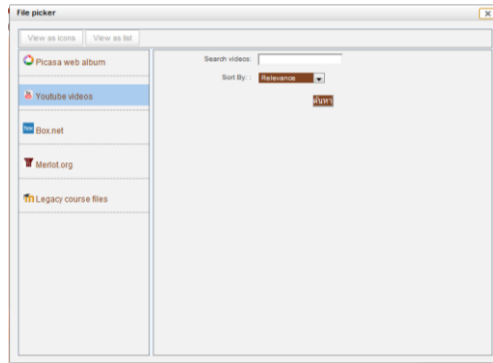 File picker
View as icons View as list
Picasa web album
Youtube videos
Box.net
Merlot.org
Legacy course files
Search videos:
Sort By: : Relevance
ค้นหา